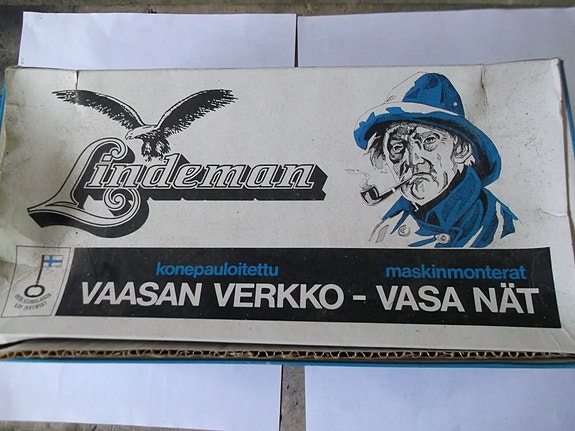 Lindeman
konepauloitettu
maskinmonterat
VAASAN VERKKO - VASA NÄT